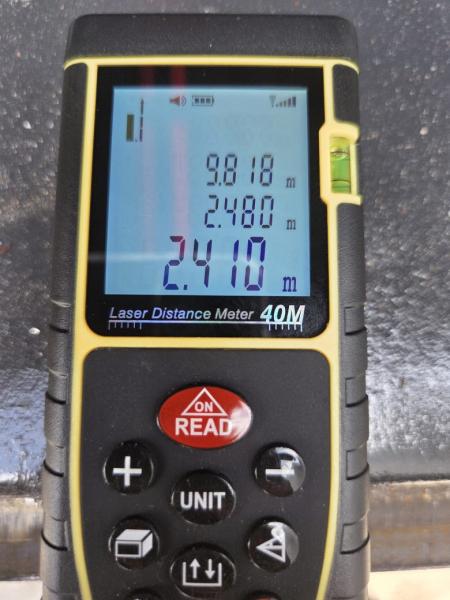 9.818 m
2.480 m
2.410 m
Laser Distance Meter 40M
ON
READ
+
-
UNIT